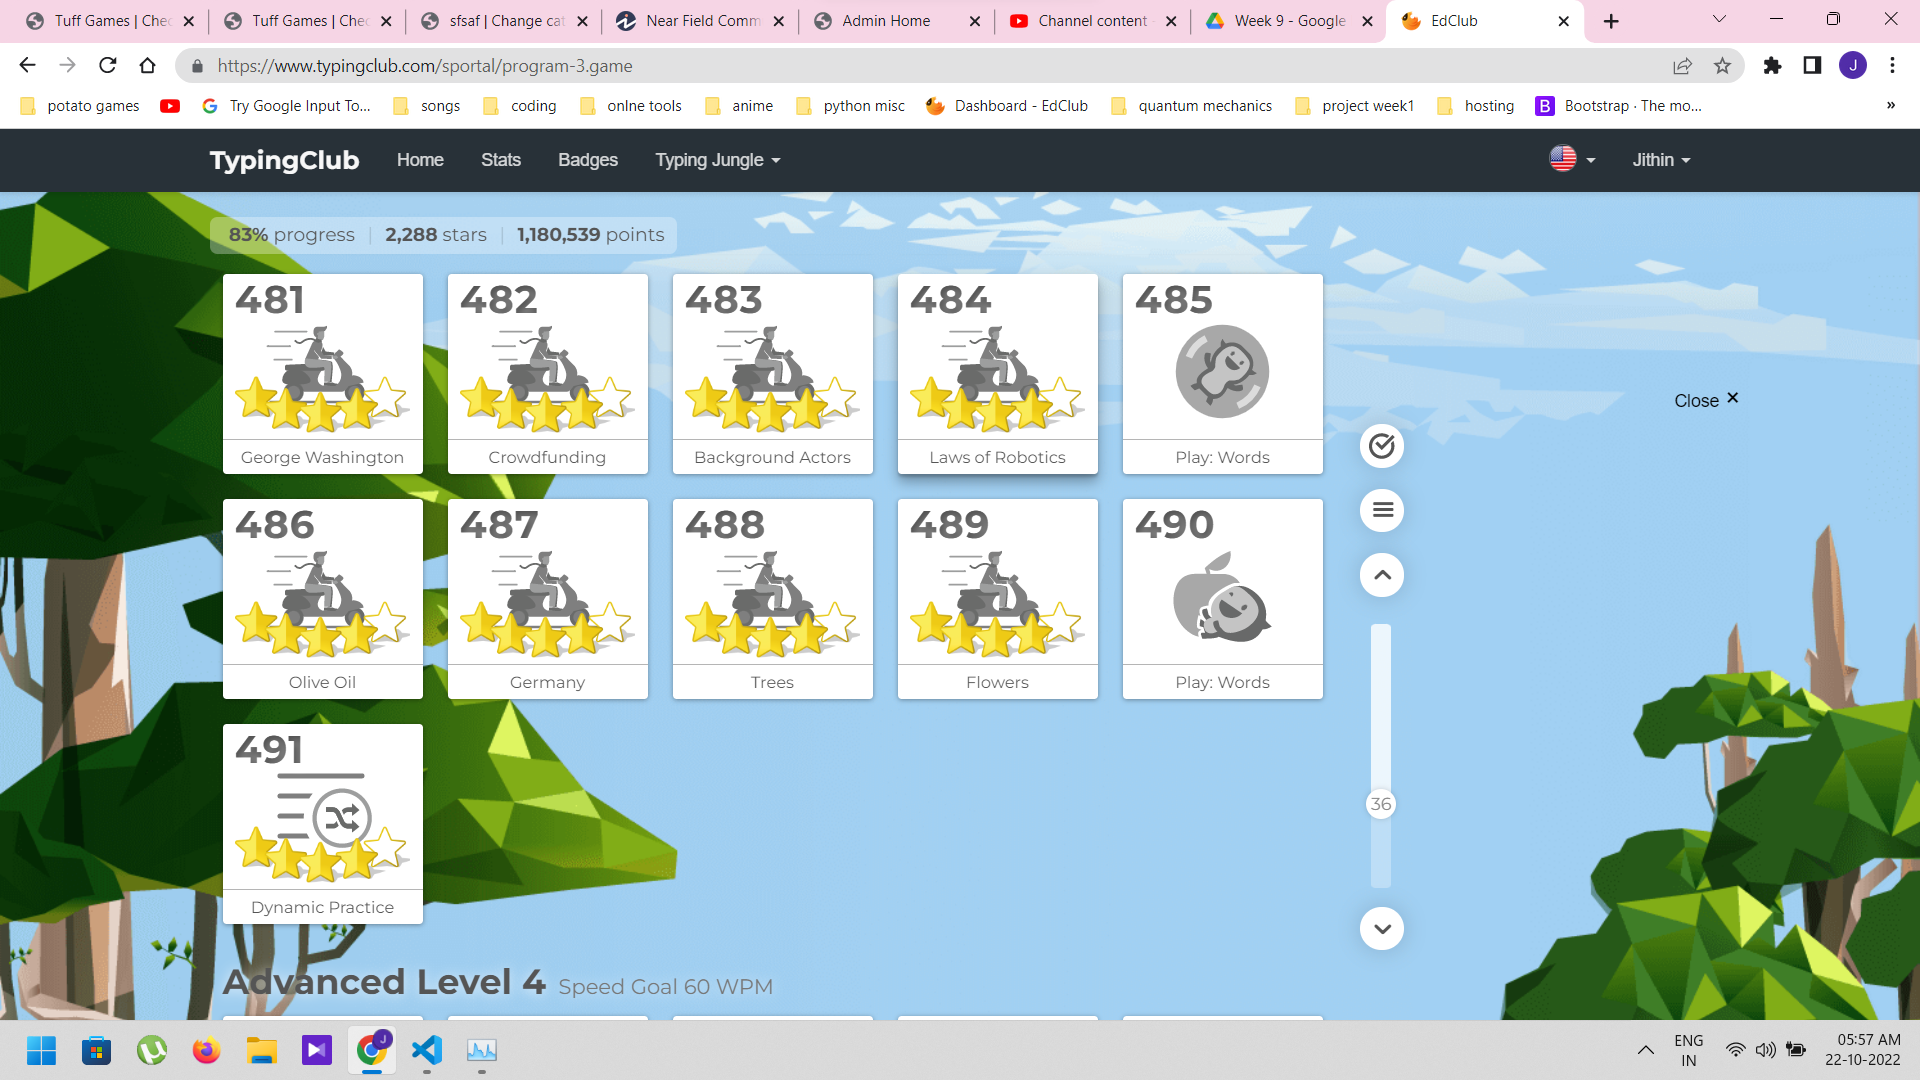 Tuff Games | Chec
Tuff Games | Chec
sfsaf | Change cat
Near Field Comm
Admin Home
Channel content -
Week 9 - Google
EdClub
https://www.typingclub.com/sportal/program-3.game
J
potato games
Try Google Input To...
songs
coding
onlne tools
anime
python misc
Dashboard - EdClub
quantum mechanics
project week1
hosting
B
Bootstrap · The mo...
»
TypingClub
Home
Stats
Badges
Typing Jungle
Jithin
83% progress
2,288 stars
1,180,539 points
481
482
483
484
485
George Washington
Crowdfunding
Background Actors
Laws of Robotics
Play: Words
Close
486
487
488
489
490
Olive Oil
Germany
Trees
Flowers
Play: Words
491
Dynamic Practice
36
Advanced Level 4 Speed Goal 60 WPM
J
ENG
IN
05:57 AM
22-10-2022